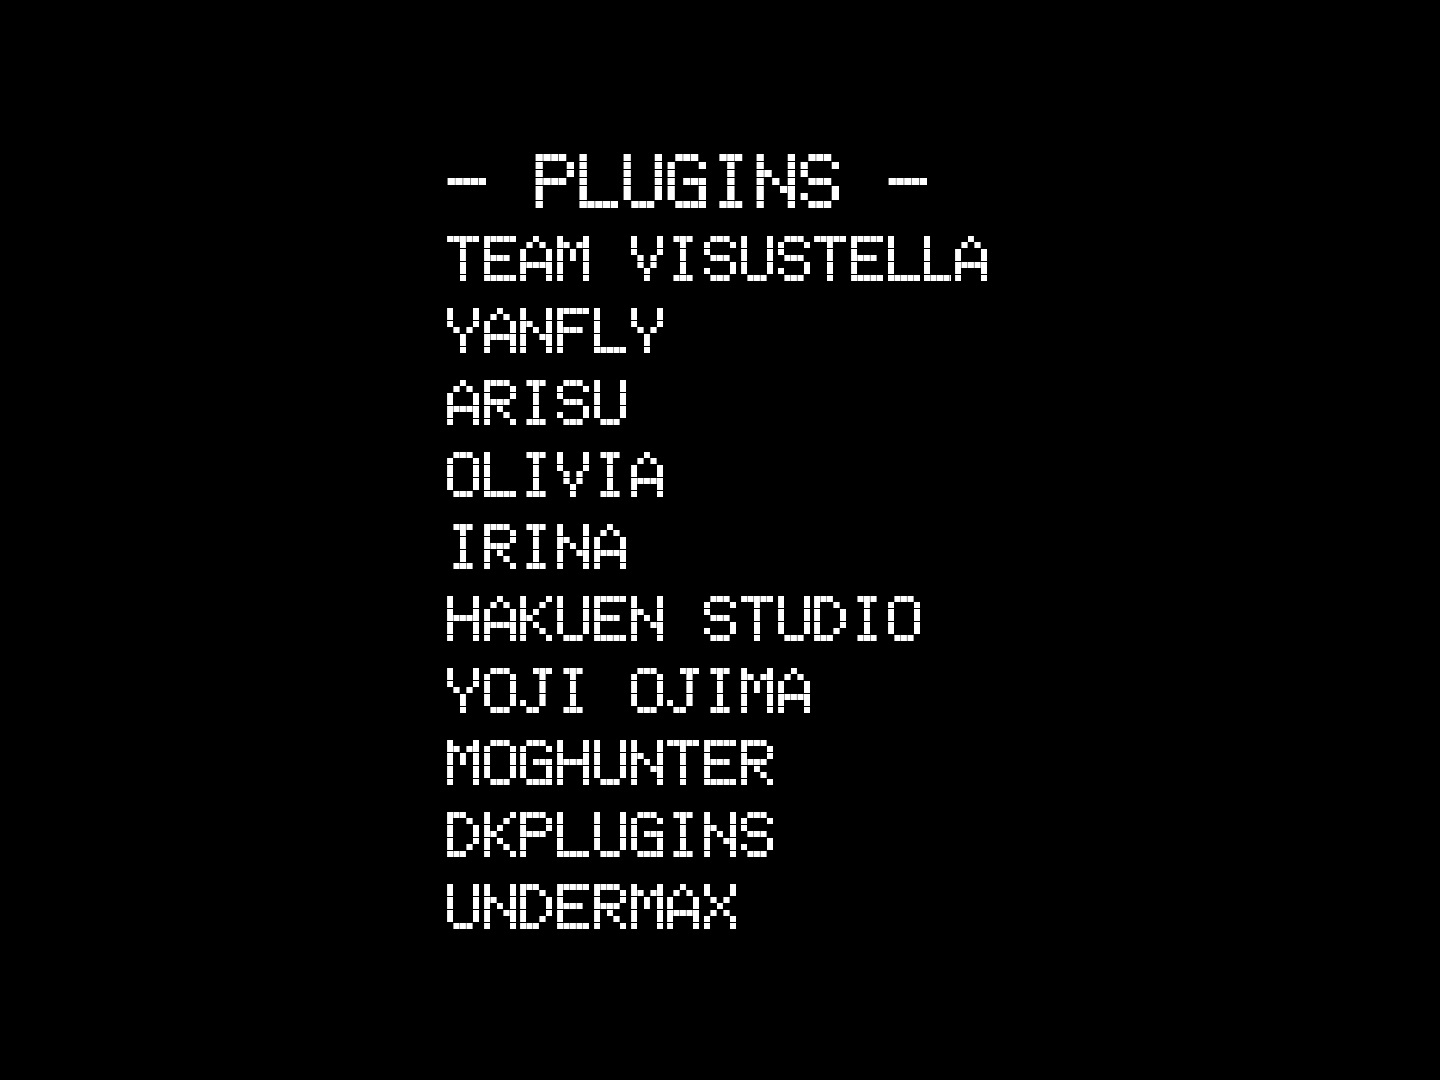 - PLUGINS -
TEAM VISUSTELLA
YANFLY
ARISU
OLIVIA
IRINA
HAKUEN STUDIO
YOJI OJIMA
MOGHUNTER
DKPLUGINS
UNDERMAX